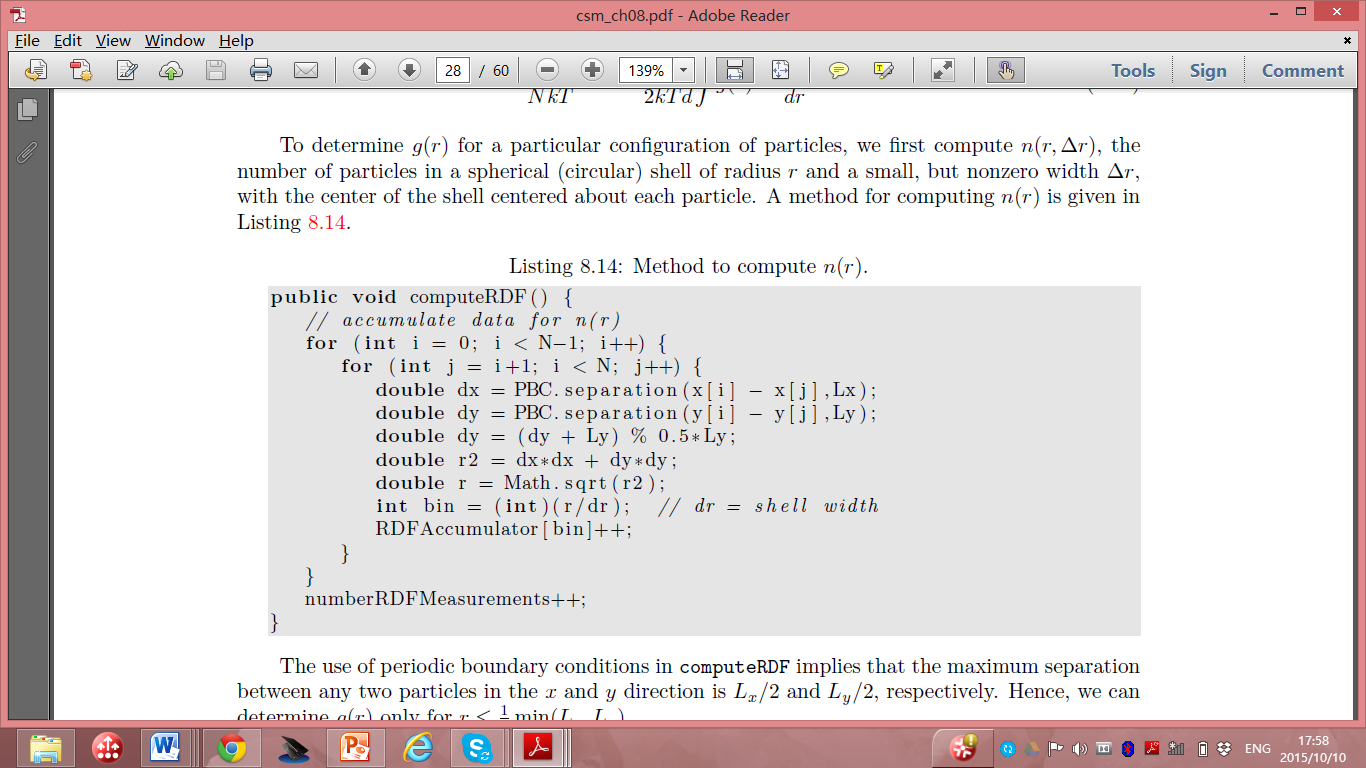 csm_ch08.pdf - Adobe Reader
File Edit View Window Help
28 / 60 139% Tools Sign Comment
NkT 2kTd dr
To determine g(r) for a particular configuration of particles, we first compute n(r, Δr), the
number of particles in a spherical (circular) shell of radius r and a small, but nonzero width Δr,
with the center of the shell centered about each particle. A method for computing n(r) is given in
Listing 8.14.
Listing 8.14: Method to compute n(r).
public void computeRDF() {
// accumulate data for n(r)
for (int i = 0; i < N−1; i++) {
for (int j = i+1; i < N; j++) {
double dx = PBC.separation(x[i] − x[j],Lx);
double dy = PBC.separation(y[i] − y[j],Ly);
double dy = (dy + Ly) % 0.5*Ly;
double r2 = dx*dx + dy*dy;
double r = Math.sqrt(r2);
int bin = (int)(r/dr); // dr = shell width
RDFAccumulator[bin]++;
}
}
numberRDFMeasurements++;
}
The use of periodic boundary conditions in computeRDF implies that the maximum separation
between any two particles in the x and y direction is Lx/2 and Ly/2, respectively. Hence, we can
determine g(r) only for r ≤ 1 min(L L )
ENG 17:58
2015/10/10